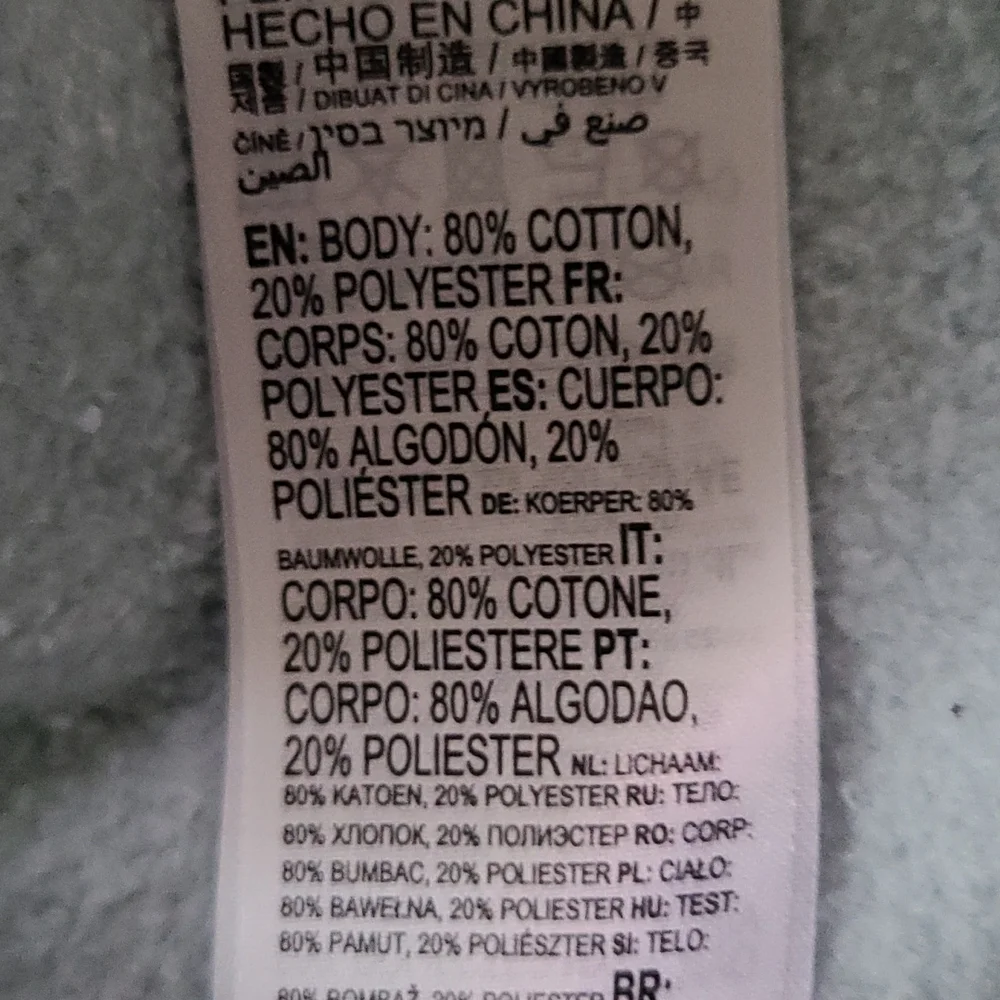 HECHO EN CHINA / 中
国製 / 中国制造 / 中國製造 / 중국
제품 / DIBUAT DI CINA / VYROBENO V
ČÍNĚ / מיוצר בסין / صنع في
الصين
EN: BODY: 80% COTTON,
20% POLYESTER FR:
CORPS: 80% COTON, 20%
POLYESTER ES: CUERPO:
80% ALGODÓN, 20%
POLIÉSTER DE: KOERPER: 80%
BAUMWOLLE, 20% POLYESTER IT:
CORPO: 80% COTONE,
20% POLIESTERE PT:
CORPO: 80% ALGODAO,
20% POLIESTER NL: LICHAAM:
80% KATOEN, 20% POLYESTER RU: ТЕЛО:
80% ХЛОПОК, 20% ПОЛИЭСТЕР RO: CORP:
80% BUMBAC, 20% POLIESTER PL: CIAŁO:
80% BAWEŁNA, 20% POLIESTER HU: TEST:
80% PAMUT, 20% POLIÉSZTER SI: TELO:
80% BOMBAŽ, 20% POLIESTER BR: